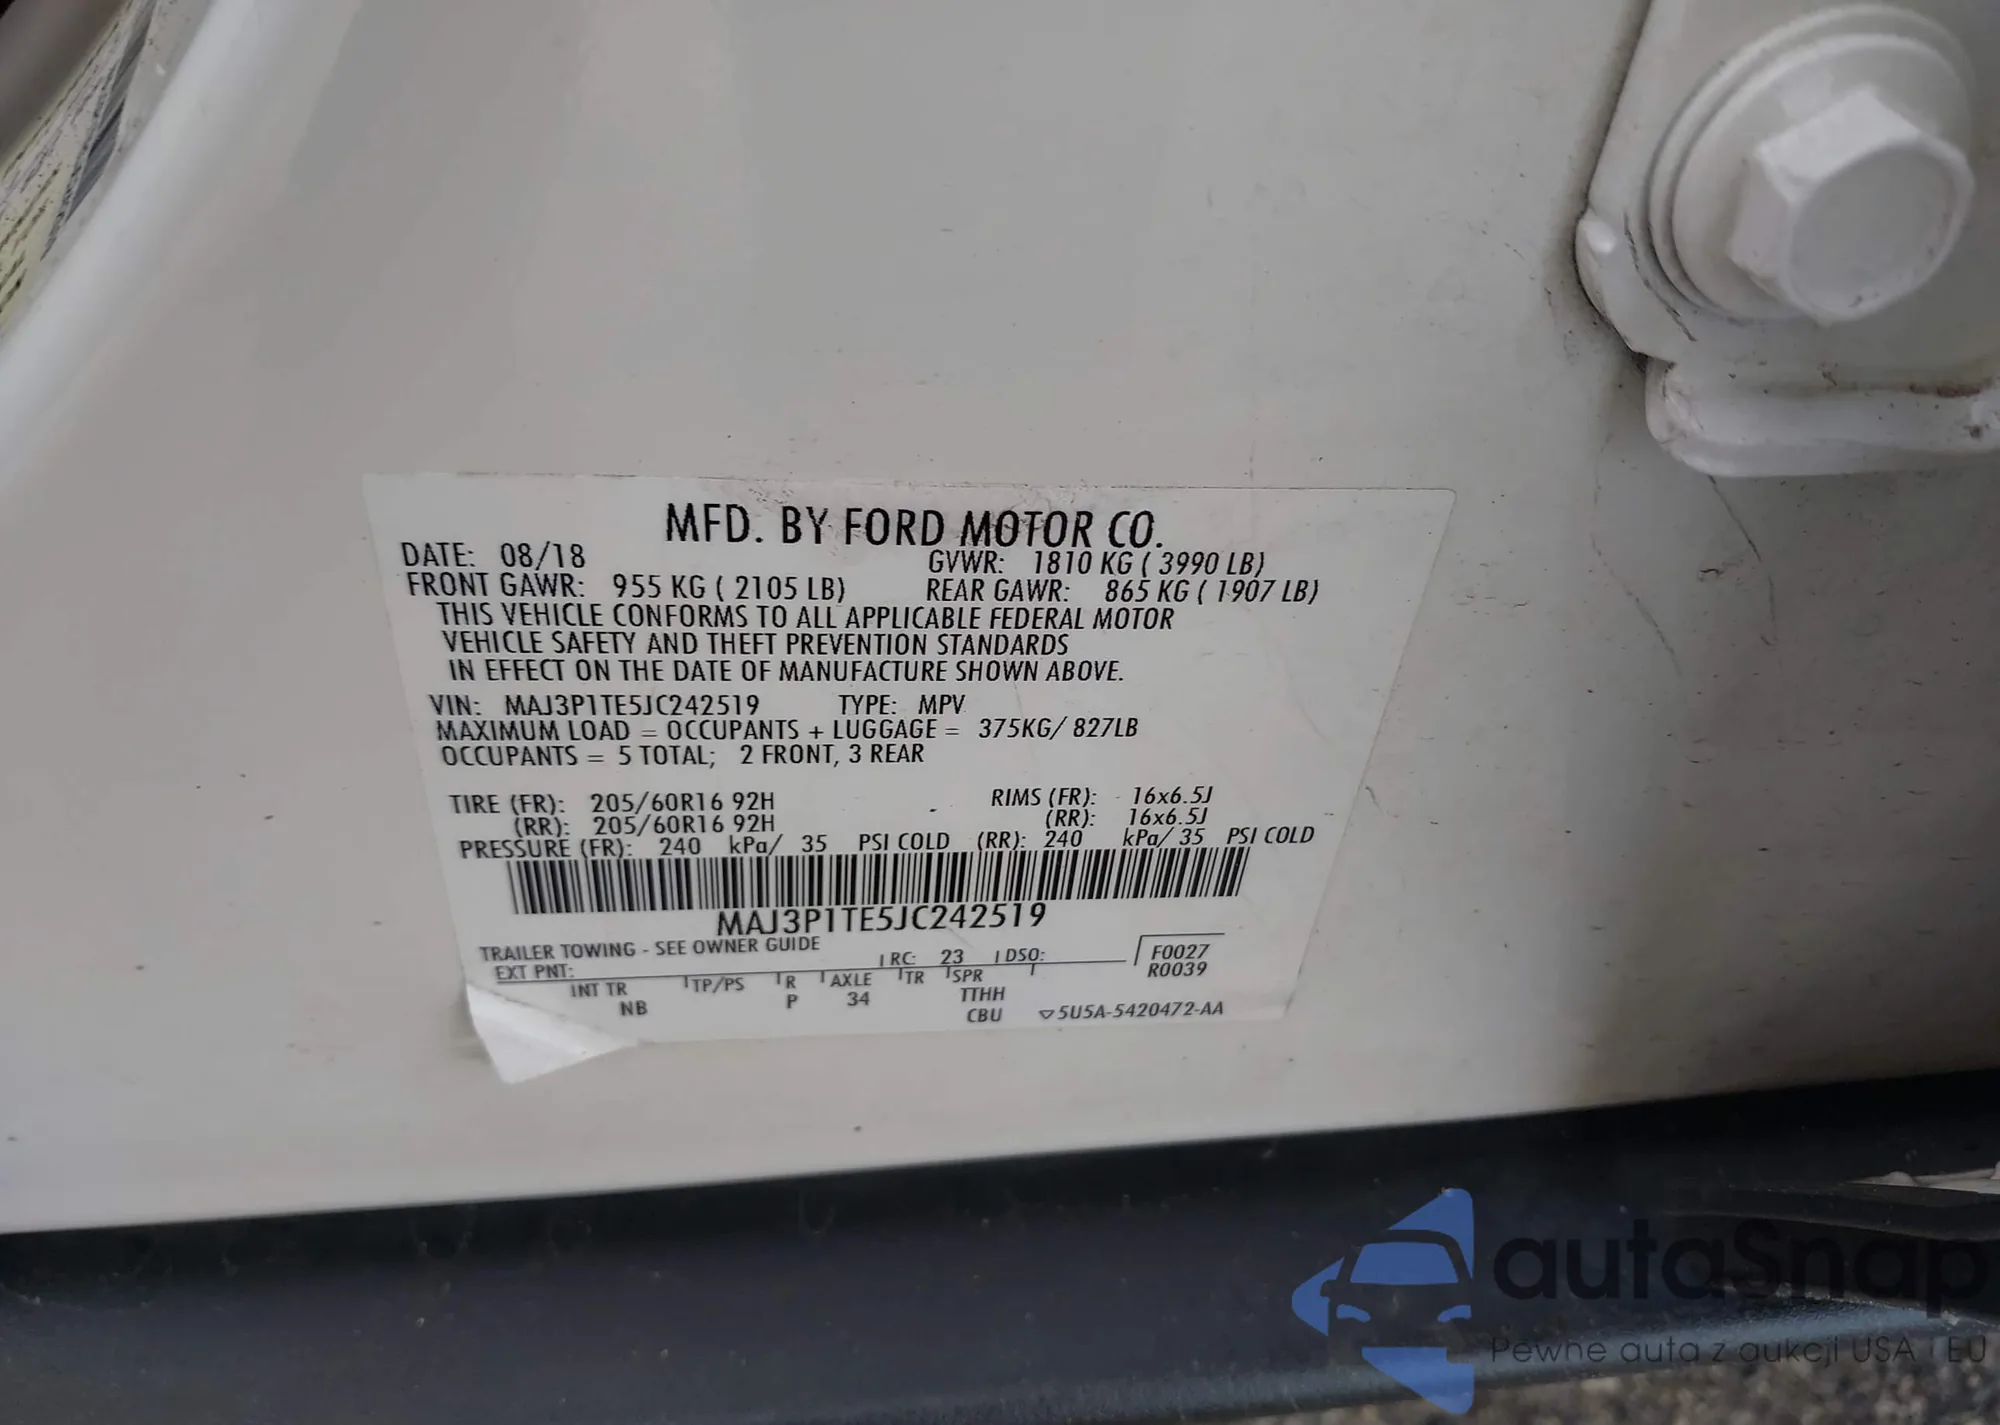 MFD. BY FORD MOTOR CO.
DATE: 08/18 GVWR: 1810 KG ( 3990 LB)
FRONT GAWR: 955 KG ( 2105 LB) REAR GAWR: 865 KG ( 1907 LB)
THIS VEHICLE CONFORMS TO ALL APPLICABLE FEDERAL MOTOR
VEHICLE SAFETY AND THEFT PREVENTION STANDARDS
IN EFFECT ON THE DATE OF MANUFACTURE SHOWN ABOVE.
VIN: MAJ3P1TE5JC242519 TYPE: MPV
MAXIMUM LOAD = OCCUPANTS + LUGGAGE = 375KG/ 827LB
OCCUPANTS = 5 TOTAL; 2 FRONT, 3 REAR
TIRE (FR): 205/60R16 92H RIMS (FR): 16x6.5J
(RR): 205/60R16 92H (RR): 16x6.5J
PRESSURE (FR): 240 kPa/ 35 PSI COLD (RR): 240 kPa/ 35 PSI COLD
MAJ3P1TE5JC242519
TRAILER TOWING - SEE OWNER GUIDE
EXT PNT: RC: 23 DSO: F0027
R0039
INT TR TP/PS R AXLE TR SPR
NB P 34 TTHH
CBU ▽5U5A-5420472-AA
autoSnap
Pewne auta z aukcji USA i EU